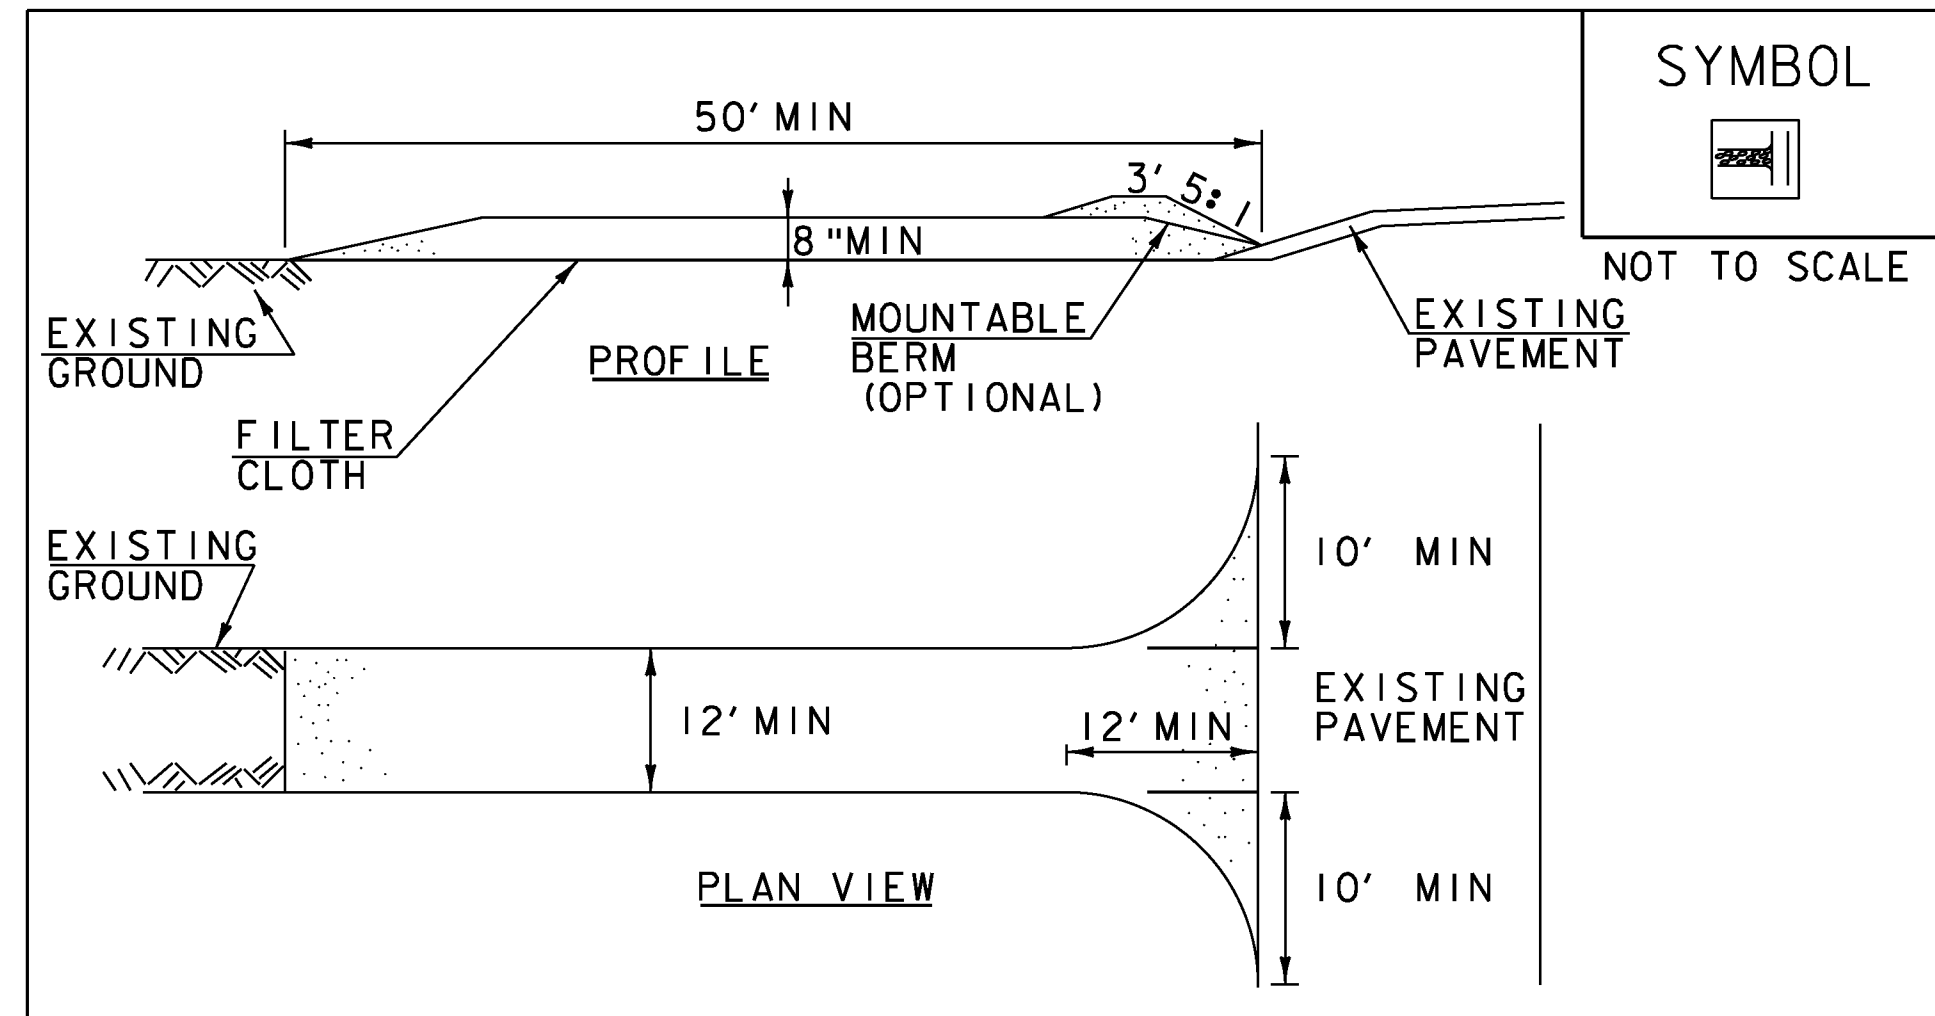 SYMBOL
50' MIN
3' 5:1
8"MIN
NOT TO SCALE
EXISTING
GROUND
PROFILE
MOUNTABLE
BERM
(OPTIONAL)
EXISTING
PAVEMENT
FILTER
CLOTH
EXISTING
GROUND
10' MIN
12' MIN
12' MIN
EXISTING
PAVEMENT
PLAN VIEW
10' MIN